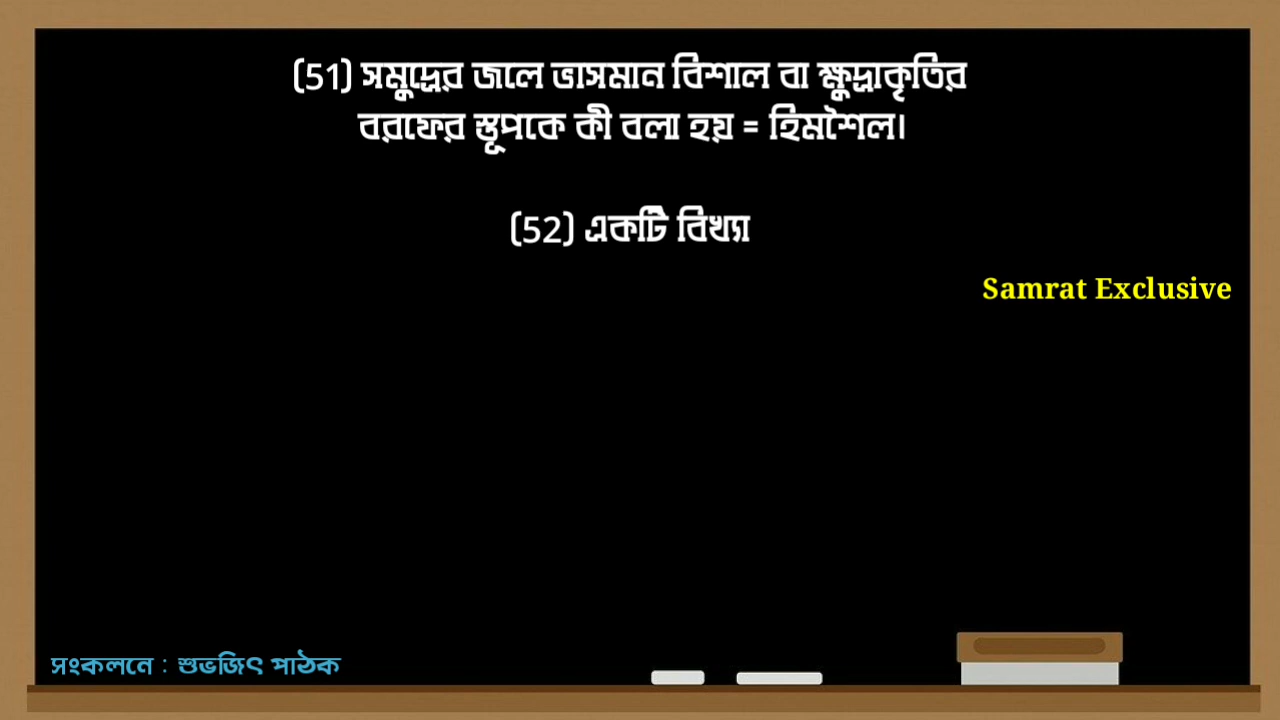 (51) সমুদ্রের জলে ভাসমান বিশাল বা ক্ষুদ্রাকৃতির
বরফের স্তূপকে কী বলা হয় = হিমশৈল।
(52) একটি বিখ্যা
Samrat Exclusive
সংকলনে : শুভজিৎ পাঠক